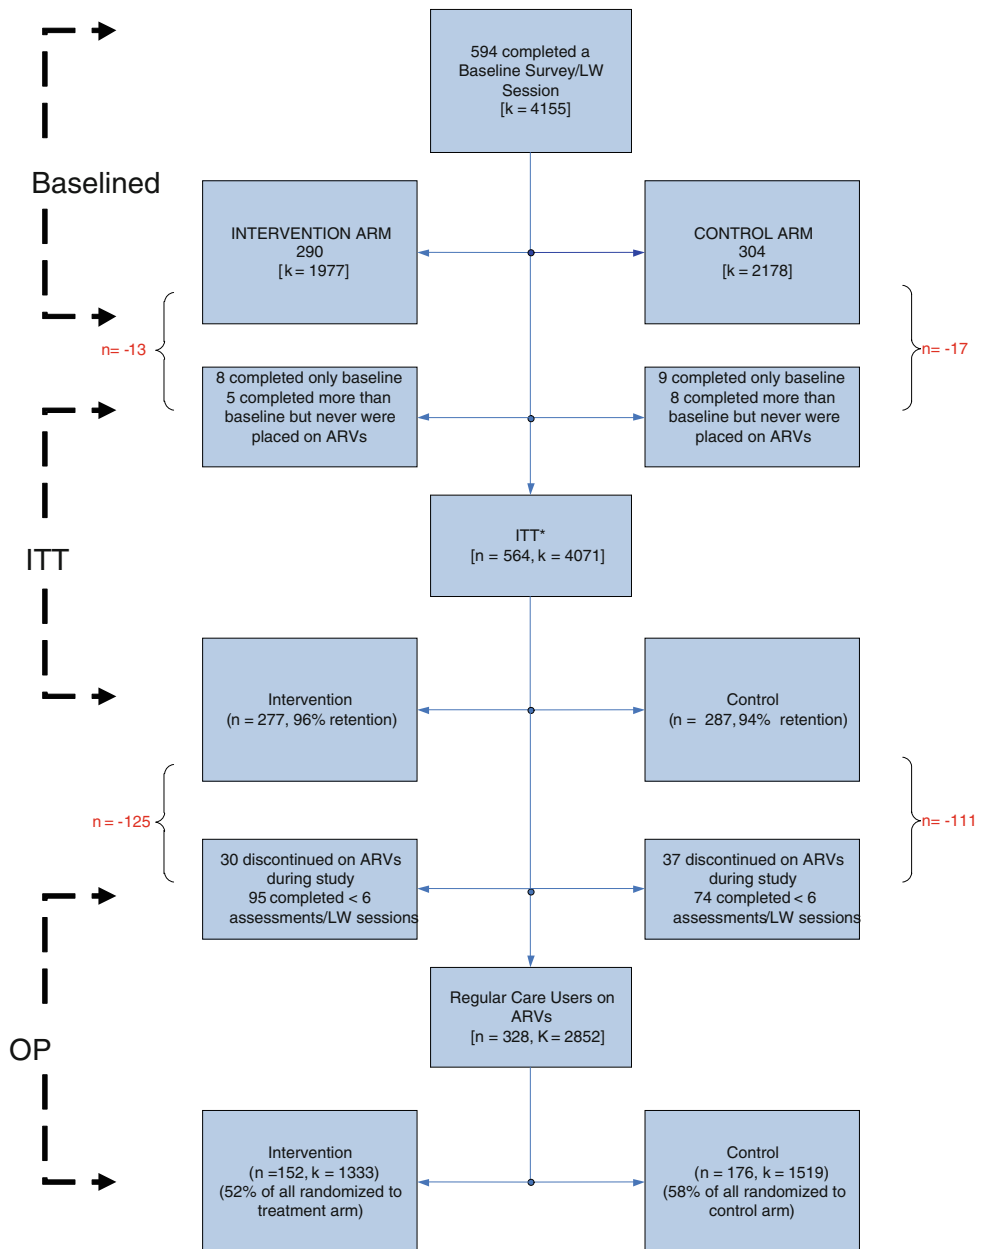 594 completed a
Baseline Survey/LW
Session
[k = 4155]
Baselined
INTERVENTION ARM
290
[k = 1977]
CONTROL ARM
304
[k = 2178]
n= -13
n= -17
8 completed only baseline
5 completed more than
baseline but never were
placed on ARVs
9 completed only baseline
8 completed more than
baseline but never were
placed on ARVs
ITT*
[n = 564, k = 4071]
ITT
Intervention
(n = 277, 96% retention)
Control
(n = 287, 94% retention)
n = -125
n= -111
30 discontinued on ARVs
during study
95 completed < 6
assessments/LW sessions
37 discontinued on ARVs
during study
74 completed < 6
assessments/LW sessions
Regular Care Users on
ARVs
[n = 328, K = 2852]
OP
Intervention
(n =152, k = 1333)
(52% of all randomized to
treatment arm)
Control
(n = 176, k = 1519)
(58% of all randomized to
control arm)